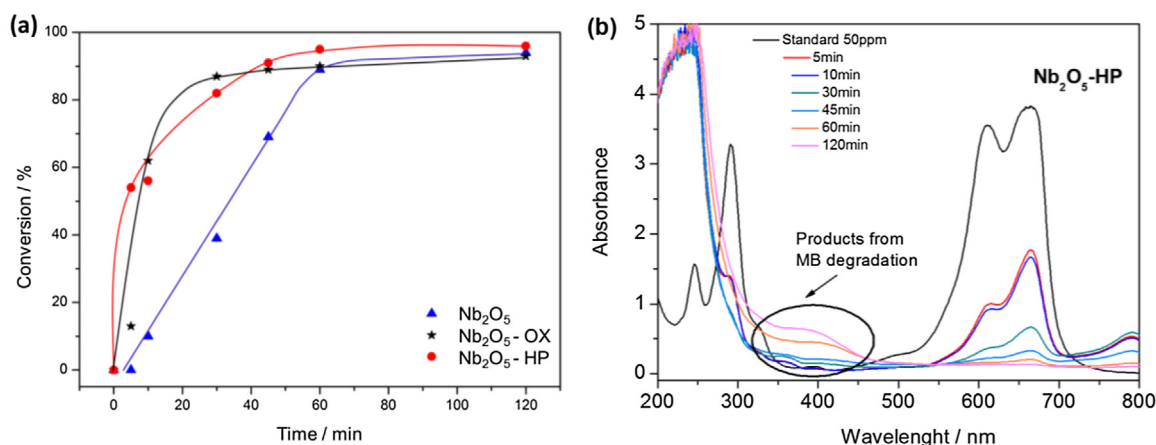 (a)
100
80
60
40
20
0
Conversion / %
0
20
40
60
80
100
120
Time / min
Nb₂O₅
Nb₂O₅ - OX
Nb₂O₅ - HP
(b)
5
4
3
2
1
0
Absorbance
200
300
400
500
600
700
800
Wavelenght / nm
Standard 50ppm
5min
10min
30min
45min
60min
120min
Nb₂O₅-HP
Products from
MB degradation